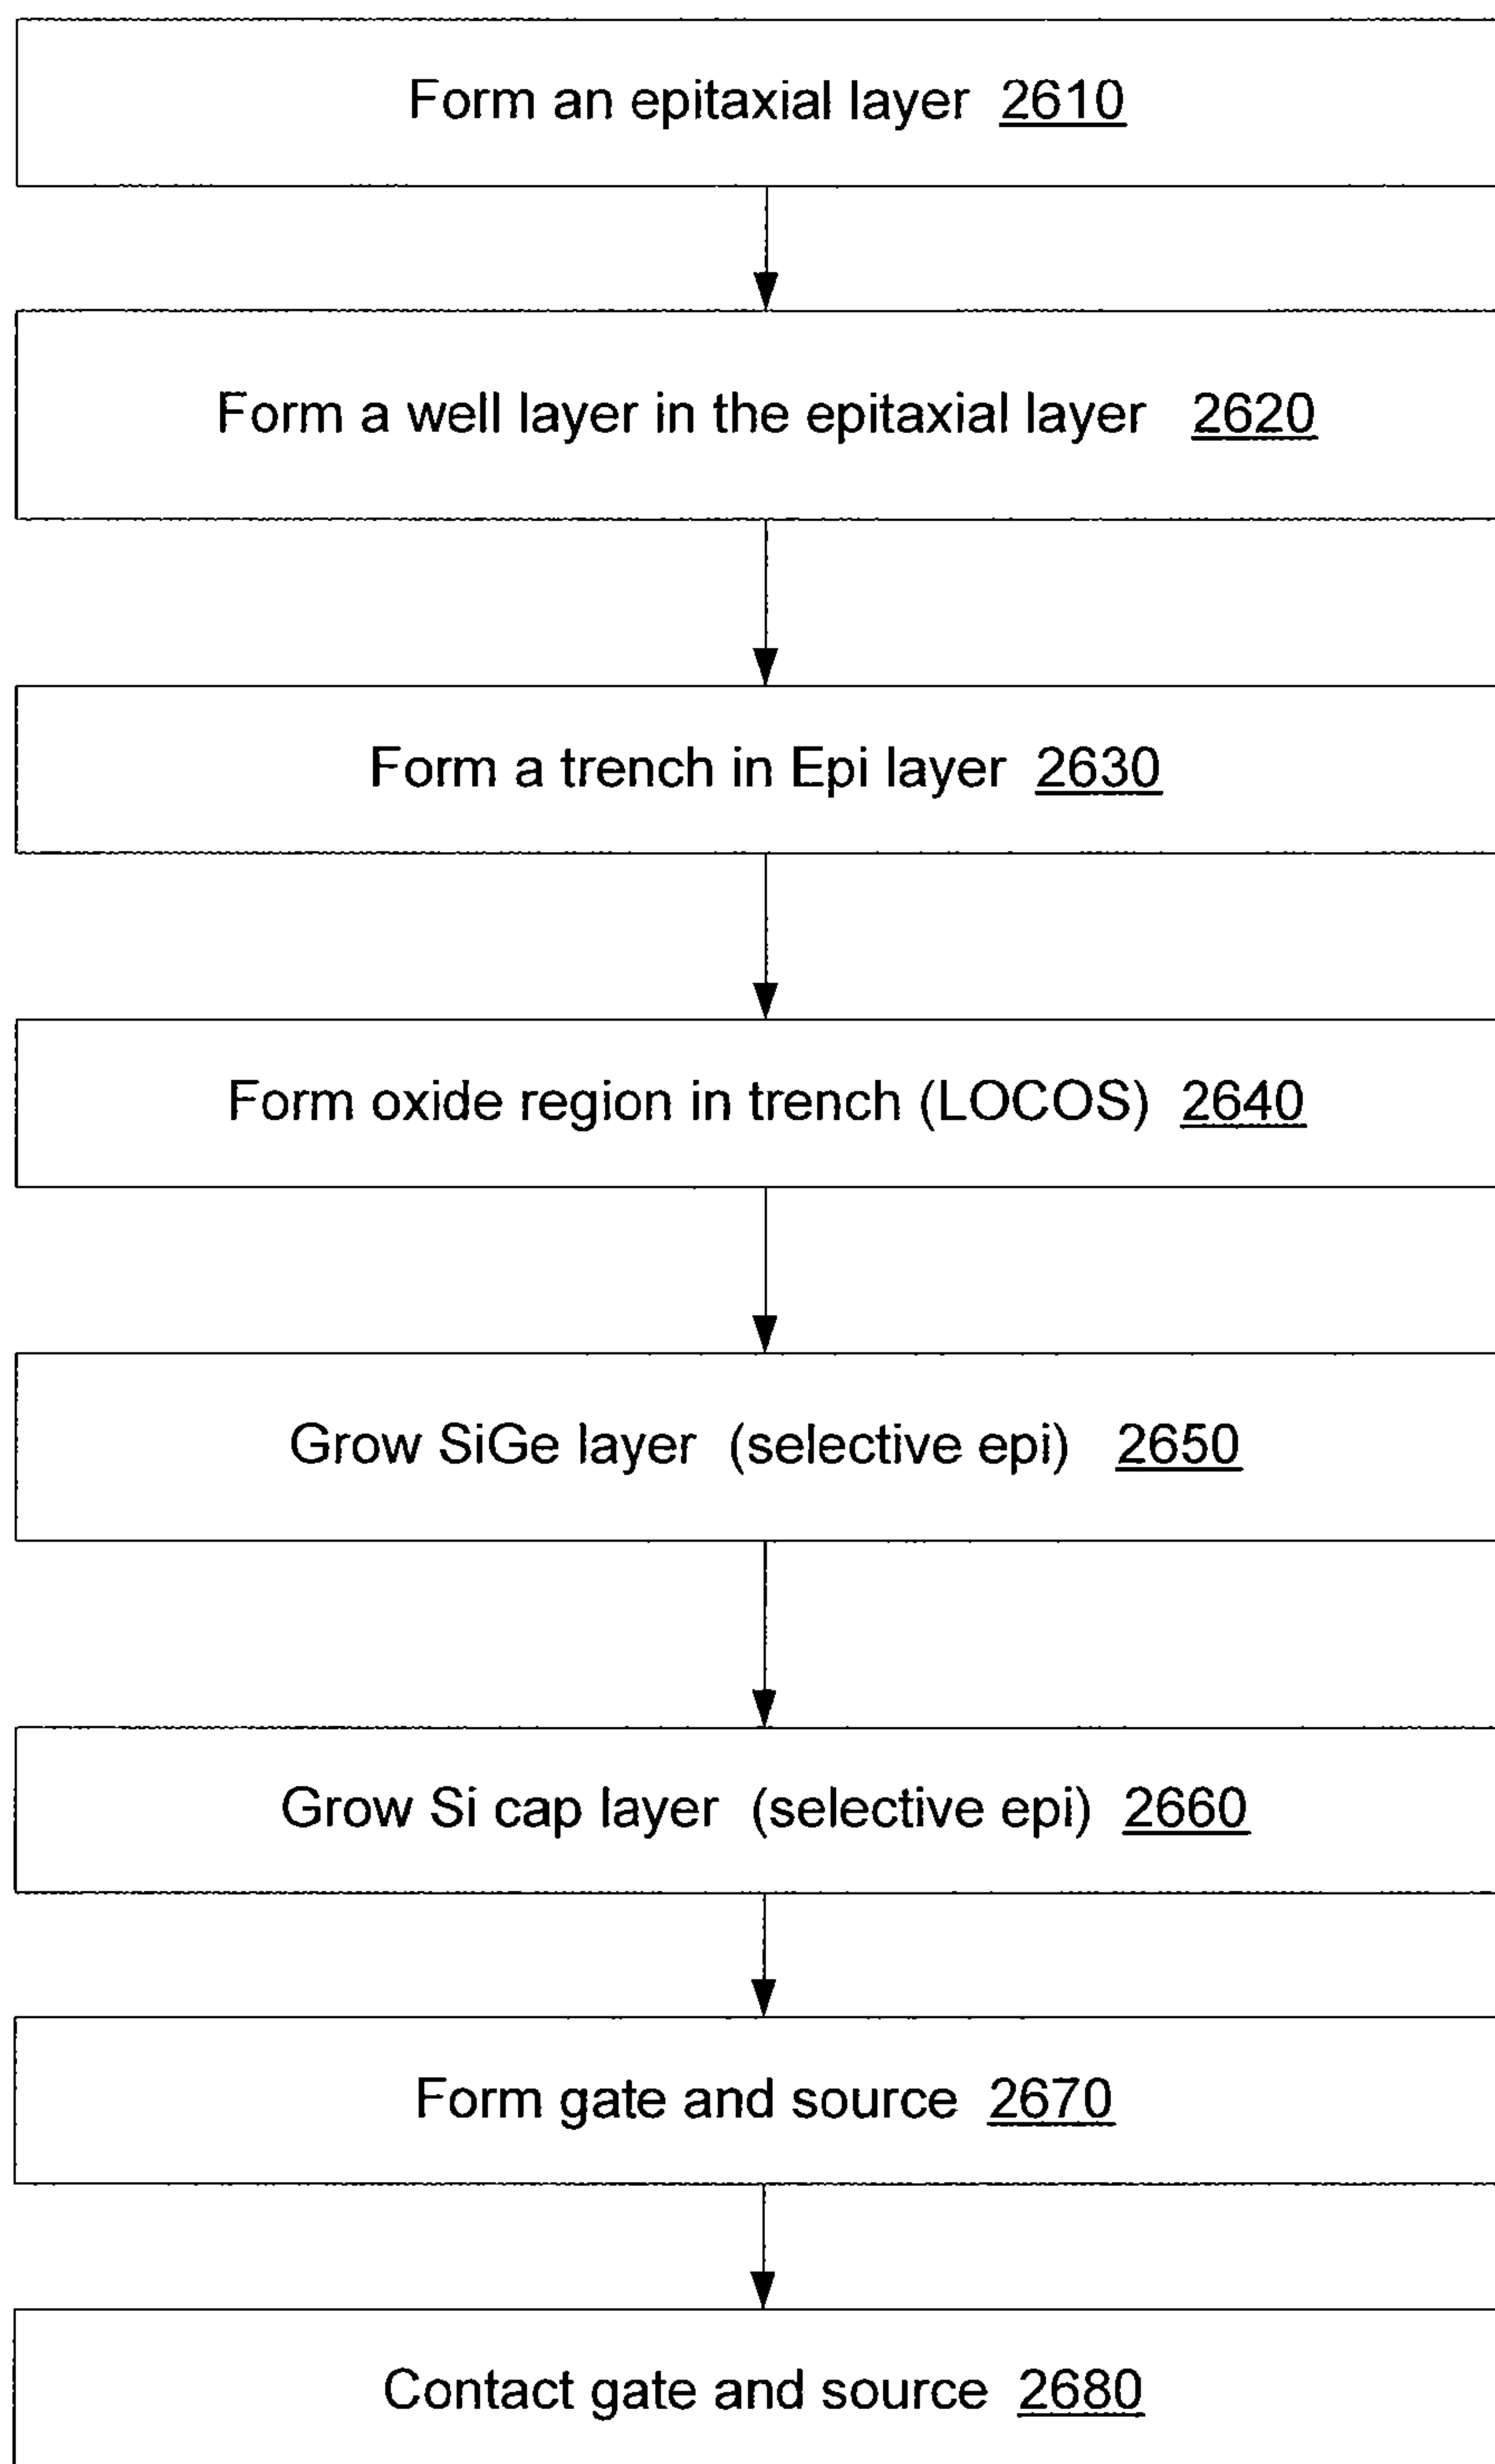 Form an epitaxial layer 2610
Form a well layer in the epitaxial layer 2620
Form a trench in Epi layer 2630
Form oxide region in trench (LOCOS) 2640
Grow SiGe layer (selective epi) 2650
Grow Si cap layer (selective epi) 2660
Form gate and source 2670
Contact gate and source 2680